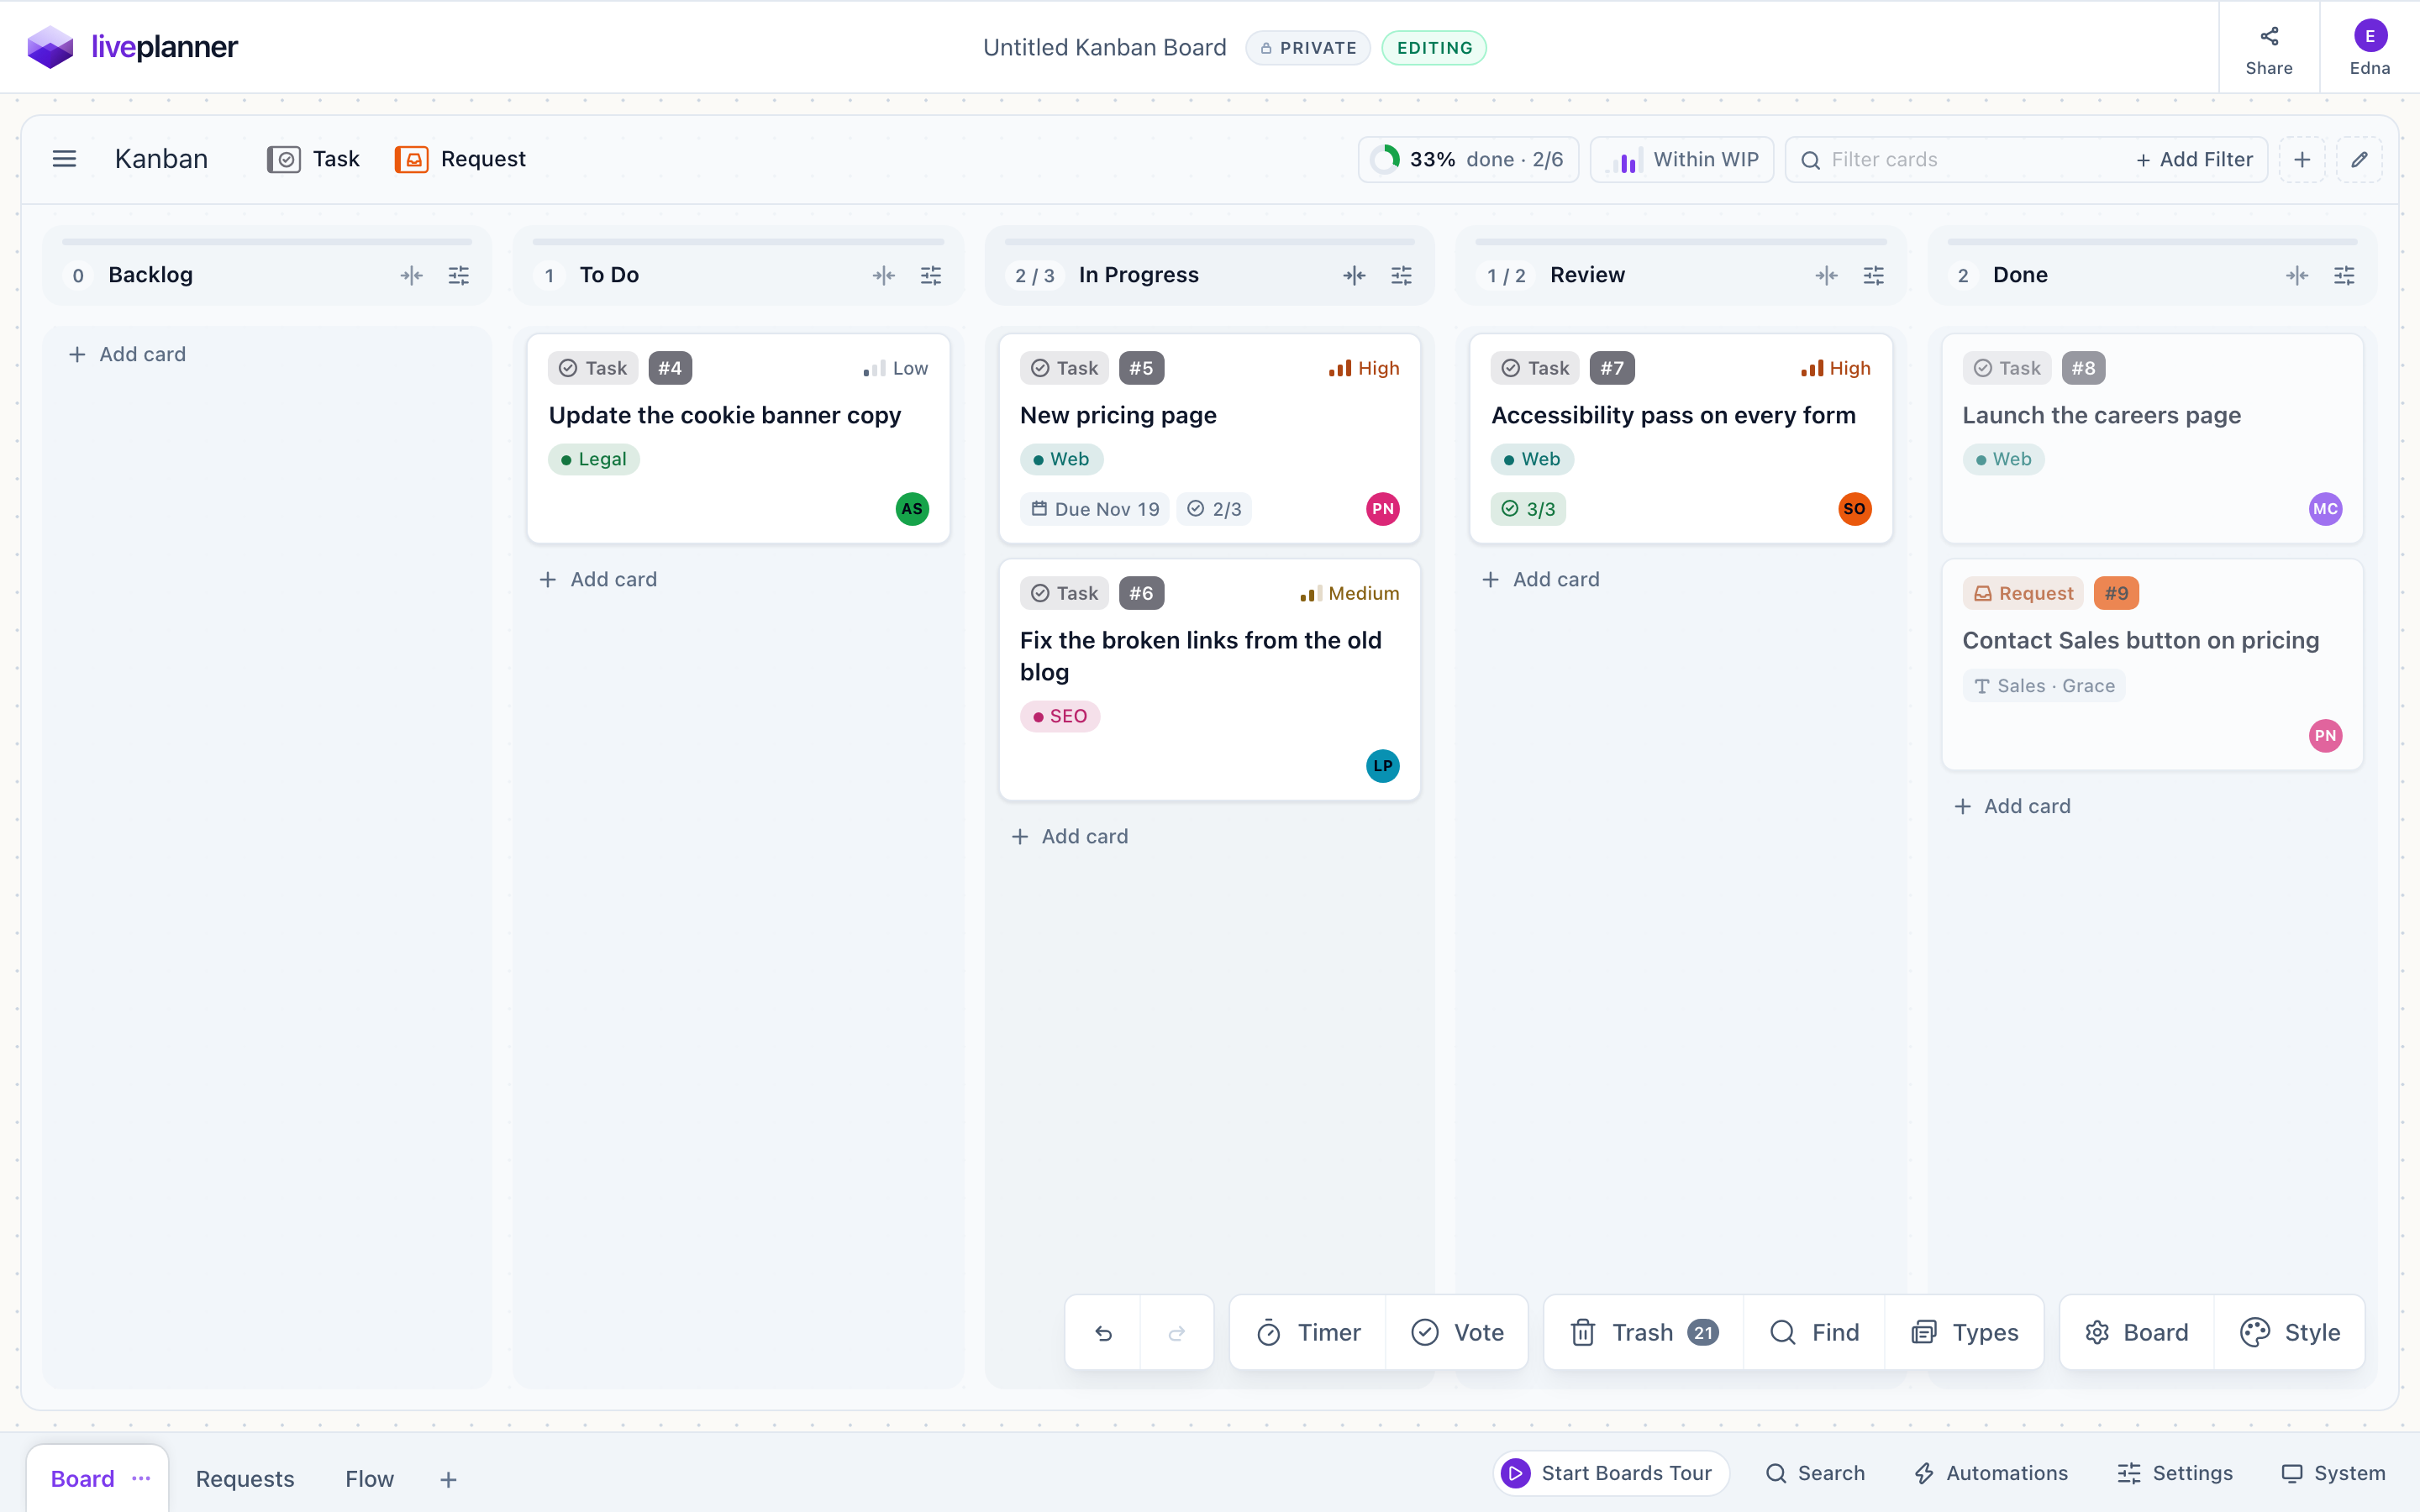 liveplanner
Untitled Kanban Board PRIVATE EDITING
Share
E
Edna
Kanban Task Request
33% done · 2/6 Within WIP Filter cards + Add Filter
0 Backlog
Add card
1 To Do
Task #4 Low
Update the cookie banner copy
Legal
AS
Add card
2 / 3 In Progress
Task #5 High
New pricing page
Web
Due Nov 19 2/3 PN
Task #6 Medium
Fix the broken links from the old
blog
SEO
LP
Add card
1 / 2 Review
Task #7 High
Accessibility pass on every form
Web
3/3 SO
Add card
2 Done
Task #8
Launch the careers page
Web
MC
Request #9
Contact Sales button on pricing
Sales · Grace
PN
Add card
Timer Vote Trash 21 Find Types Board Style
Board Requests Flow
Start Boards Tour Search Automations Settings System